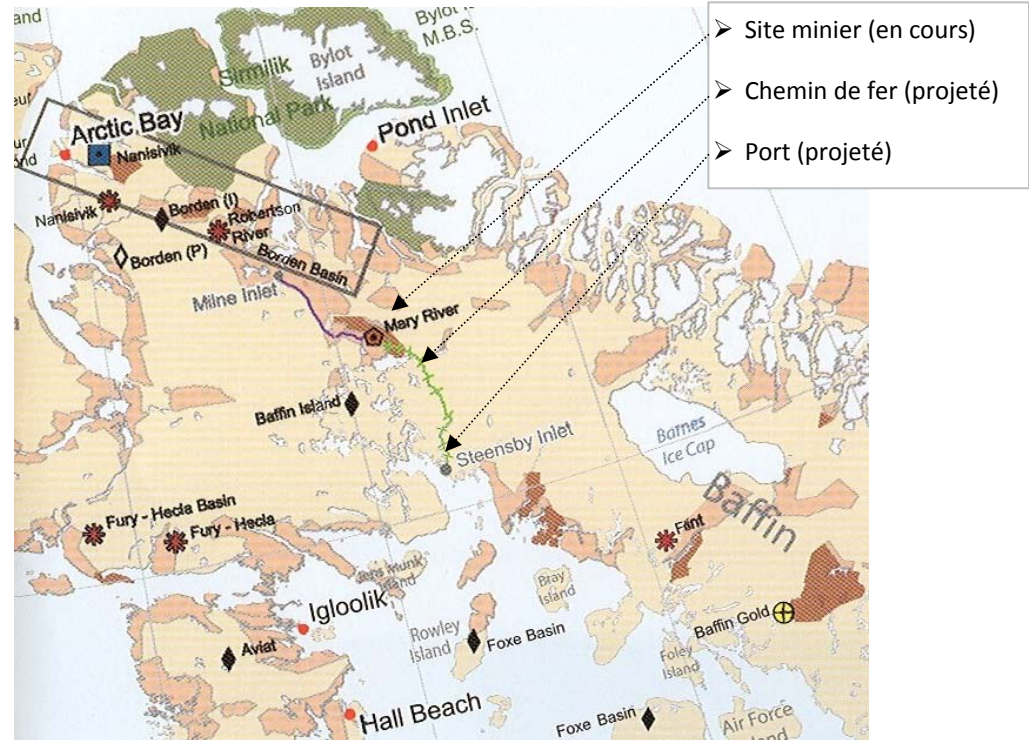 and
Bylot I
M.B.S.
➢ Site minier (en cours)
➢ Chemin de fer (projeté)
➢ Port (projeté)
Sirmilik
National Park
Bylot
Island
Arctic Bay
Nanisivik
Pond Inlet
Nanisivik
Borden (I)
Robertson
River
Borden (P)
Borden Basin
Milne Inlet
Mary River
Baffin Island
Steensby Inlet
Barnes
Ice Cap
Baffin
Fury - Hecla Basin
Fury - Hecla
Flint
Igloolik
Bray
Island
Baffin Gold
Rowley
Island
Foxe Basin
Foley
Island
Aviat
Hall Beach
Foxe Basin
Air Force